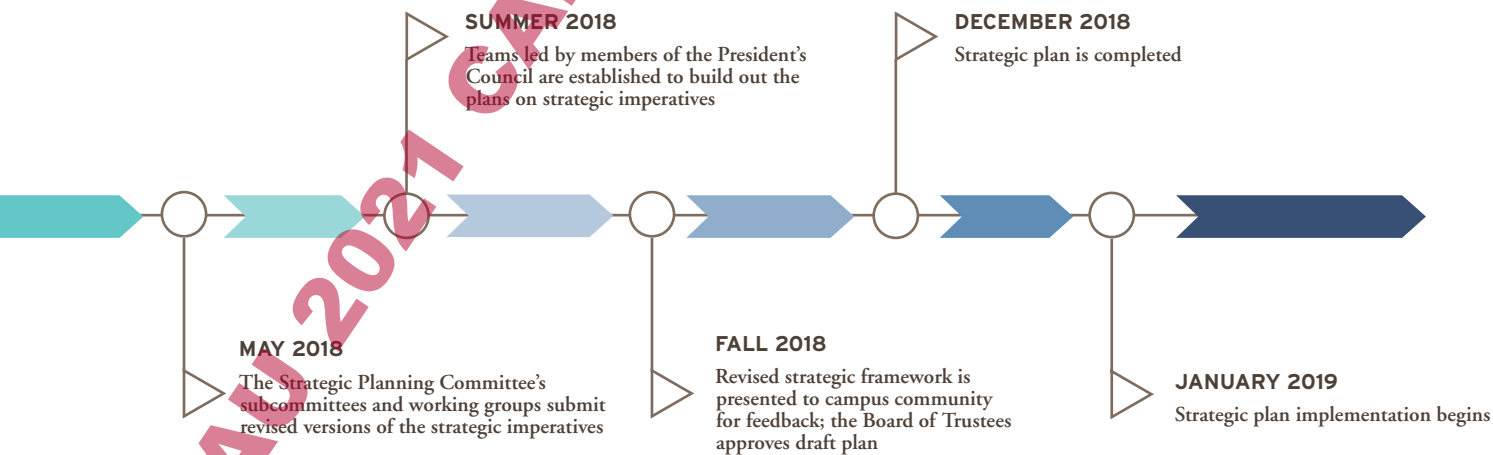 SUMMER 2018
Teams led by members of the President's
Council are established to build out the
plans on strategic imperatives
DECEMBER 2018
Strategic plan is completed
MAY 2018
The Strategic Planning Committee's
subcommittees and working groups submit
revised versions of the strategic imperatives
FALL 2018
Revised strategic framework is
presented to campus community
for feedback; the Board of Trustees
approves draft plan
JANUARY 2019
Strategic plan implementation begins
AU 2021 CA